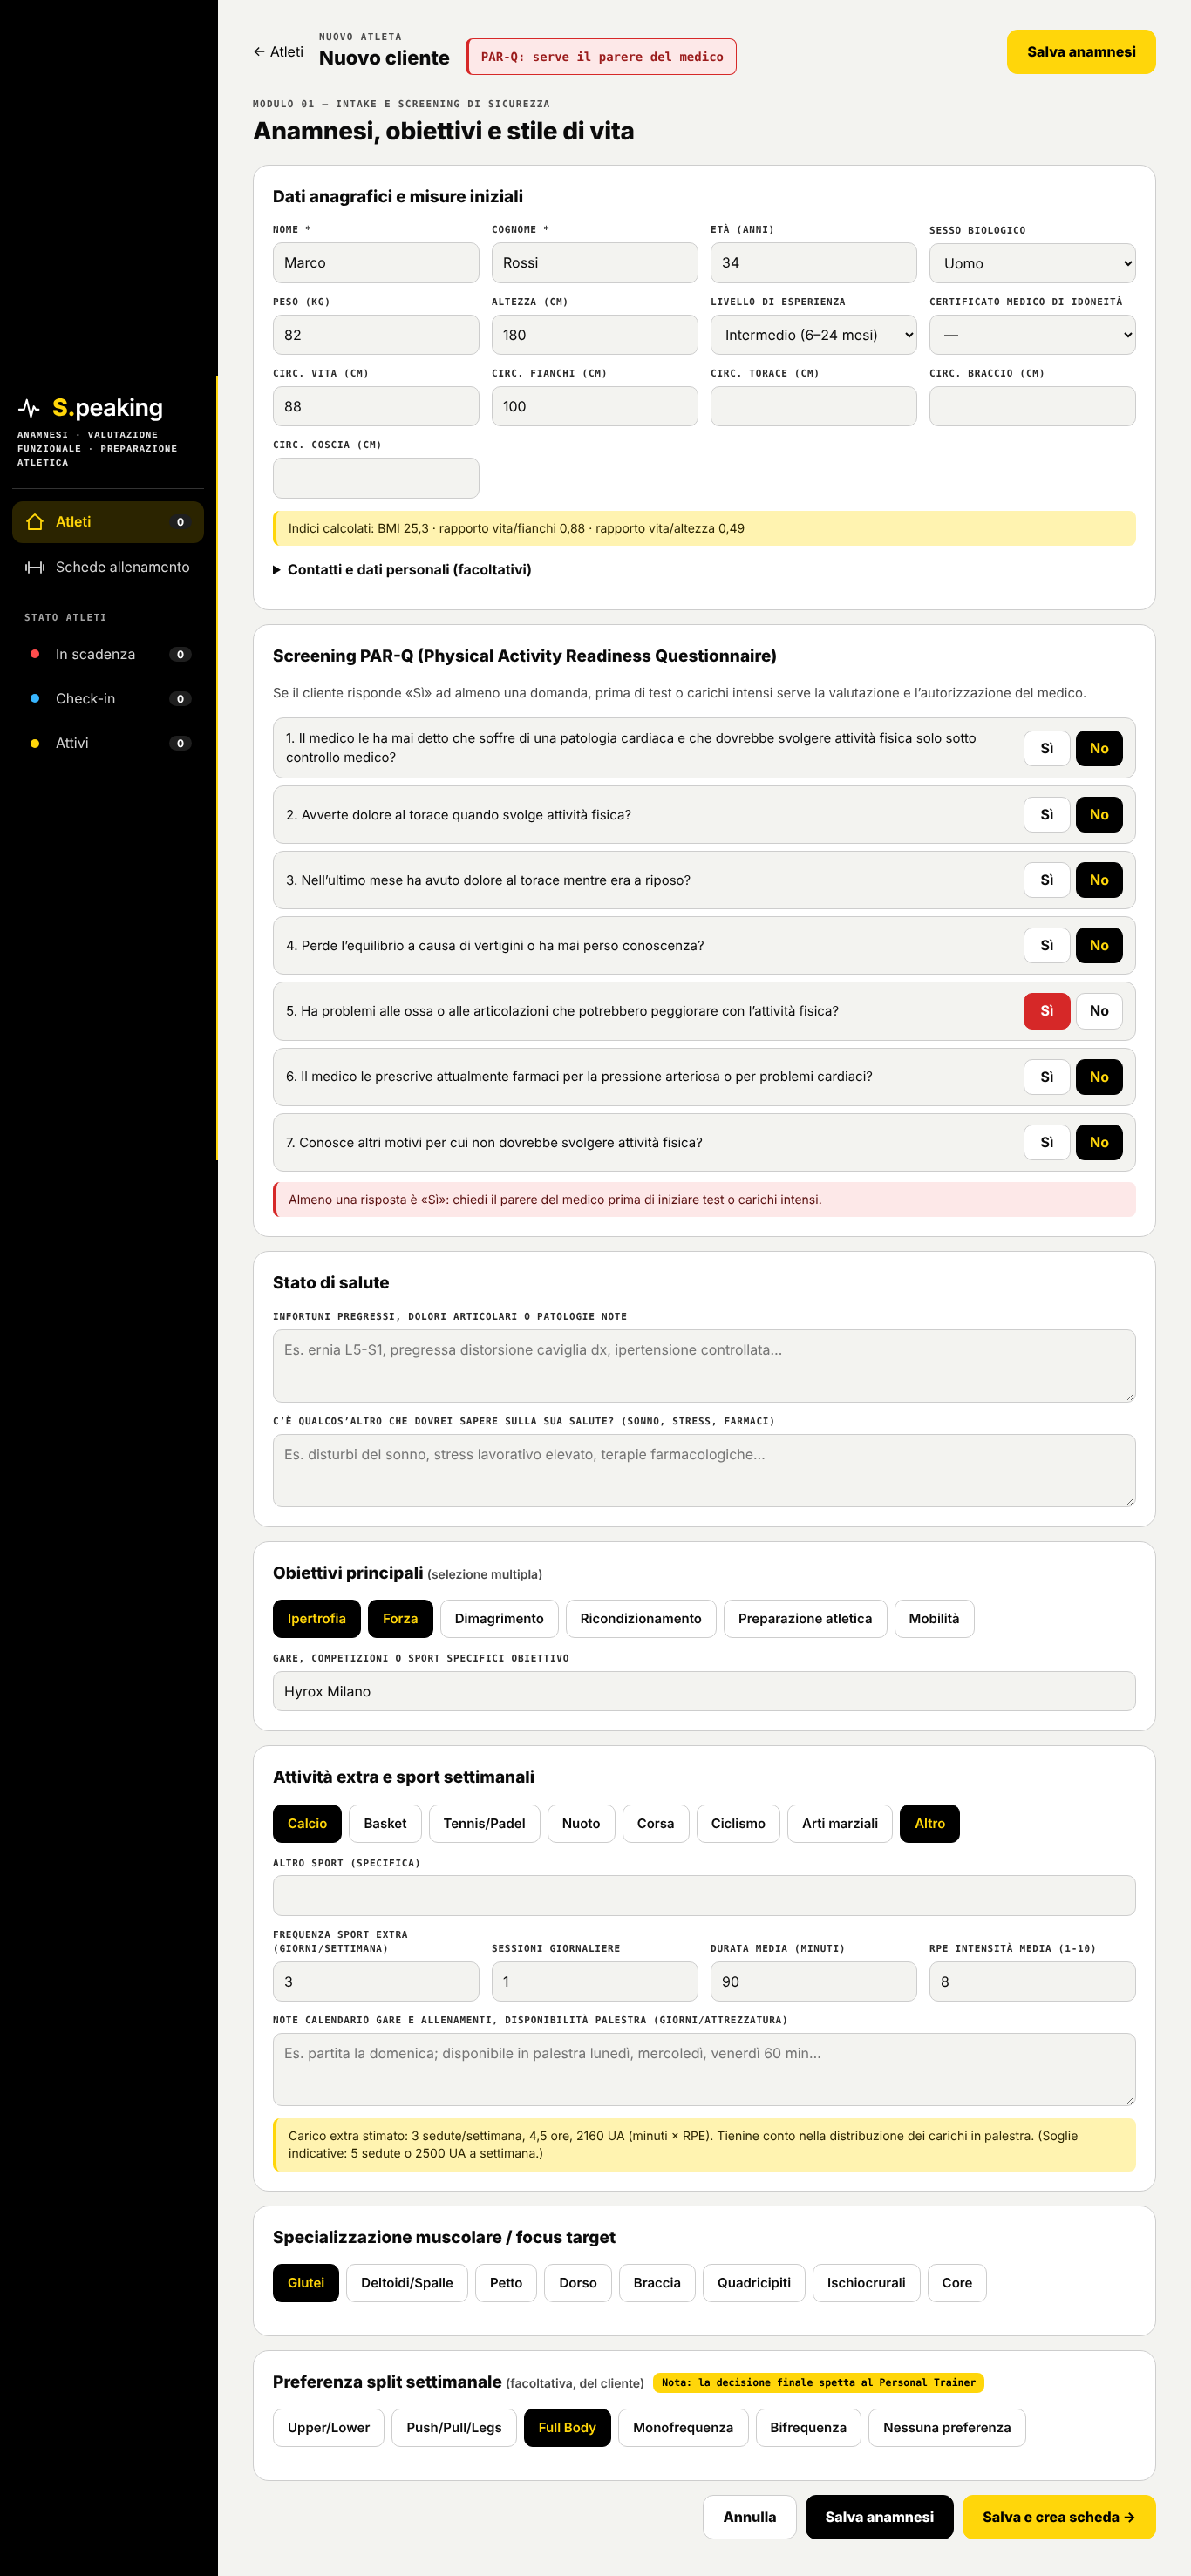 S.peaking
ANAMNESI · VALUTAZIONE
FUNZIONALE · PREPARAZIONE
ATLETICA
Atleti 0
Schede allenamento
STATO ATLETI
In scadenza 0
Check-in 0
Attivi 0
← Atleti
NUOVO ATLETA
Nuovo cliente
PAR-Q: serve il parere del medico
Salva anamnesi
MODULO 01 — INTAKE E SCREENING DI SICUREZZA
Anamnesi, obiettivi e stile di vita
Dati anagrafici e misure iniziali
NOME * COGNOME * ETÀ (ANNI) SESSO BIOLOGICO
Marco Rossi 34 Uomo
PESO (KG) ALTEZZA (CM) LIVELLO DI ESPERIENZA CERTIFICATO MEDICO DI IDONEITÀ
82 180 Intermedio (6–24 mesi) —
CIRC. VITA (CM) CIRC. FIANCHI (CM) CIRC. TORACE (CM) CIRC. BRACCIO (CM)
88 100
CIRC. COSCIA (CM)
Indici calcolati: BMI 25,3 · rapporto vita/fianchi 0,88 · rapporto vita/altezza 0,49
▶ Contatti e dati personali (facoltativi)
Screening PAR-Q (Physical Activity Readiness Questionnaire)
Se il cliente risponde «Sì» ad almeno una domanda, prima di test o carichi intensi serve la valutazione e l’autorizzazione del medico.
1. Il medico le ha mai detto che soffre di una patologia cardiaca e che dovrebbe svolgere attività fisica solo sotto
controllo medico?
Sì No
2. Avverte dolore al torace quando svolge attività fisica? Sì No
3. Nell’ultimo mese ha avuto dolore al torace mentre era a riposo? Sì No
4. Perde l’equilibrio a causa di vertigini o ha mai perso conoscenza? Sì No
5. Ha problemi alle ossa o alle articolazioni che potrebbero peggiorare con l’attività fisica? Sì No
6. Il medico le prescrive attualmente farmaci per la pressione arteriosa o per problemi cardiaci? Sì No
7. Conosce altri motivi per cui non dovrebbe svolgere attività fisica? Sì No
Almeno una risposta è «Sì»: chiedi il parere del medico prima di iniziare test o carichi intensi.
Stato di salute
INFORTUNI PREGRESSI, DOLORI ARTICOLARI O PATOLOGIE NOTE
Es. ernia L5-S1, pregressa distorsione caviglia dx, ipertensione controllata…
C’È QUALCOS’ALTRO CHE DOVREI SAPERE SULLA SUA SALUTE? (SONNO, STRESS, FARMACI)
Es. disturbi del sonno, stress lavorativo elevato, terapie farmacologiche…
Obiettivi principali (selezione multipla)
Ipertrofia Forza Dimagrimento Ricondizionamento Preparazione atletica Mobilità
GARE, COMPETIZIONI O SPORT SPECIFICI OBIETTIVO
Hyrox Milano
Attività extra e sport settimanali
Calcio Basket Tennis/Padel Nuoto Corsa Ciclismo Arti marziali Altro
ALTRO SPORT (SPECIFICA)
FREQUENZA SPORT EXTRA
(GIORNI/SETTIMANA) SESSIONI GIORNALIERE DURATA MEDIA (MINUTI) RPE INTENSITÀ MEDIA (1-10)
3 1 90 8
NOTE CALENDARIO GARE E ALLENAMENTI, DISPONIBILITÀ PALESTRA (GIORNI/ATTREZZATURA)
Es. partita la domenica; disponibile in palestra lunedì, mercoledì, venerdì 60 min…
Carico extra stimato: 3 sedute/settimana, 4,5 ore, 2160 UA (minuti × RPE). Tienine conto nella distribuzione dei carichi in palestra. (Soglie
indicative: 5 sedute o 2500 UA a settimana.)
Specializzazione muscolare / focus target
Glutei Deltoidi/Spalle Petto Dorso Braccia Quadricipiti Ischiocrurali Core
Preferenza split settimanale (facoltativa, del cliente) Nota: la decisione finale spetta al Personal Trainer
Upper/Lower Push/Pull/Legs Full Body Monofrequenza Bifrequenza Nessuna preferenza
Annulla Salva anamnesi Salva e crea scheda →